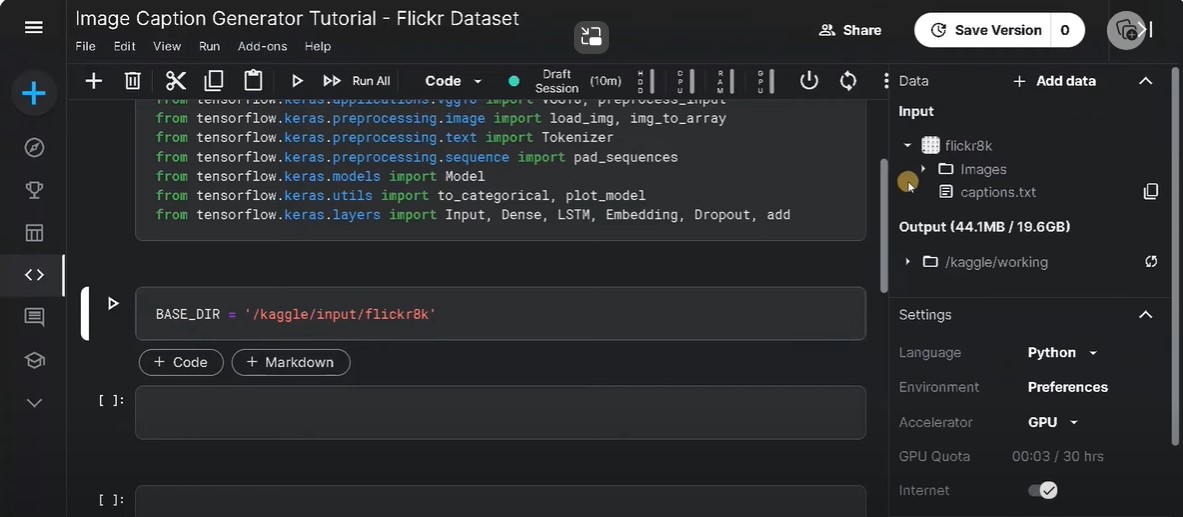 Image Caption Generator Tutorial - Flickr Dataset
File Edit View Run Add-ons Help
Share
Save Version 0
Run All
Code
Draft Session (10m)
HDD
CPU
RAM
GPU
from tensorflow.keras.applications.vgg16 import VGG16, preprocess_input
from tensorflow.keras.preprocessing.image import load_img, img_to_array
from tensorflow.keras.preprocessing.text import Tokenizer
from tensorflow.keras.preprocessing.sequence import pad_sequences
from tensorflow.keras.models import Model
from tensorflow.keras.utils import to_categorical, plot_model
from tensorflow.keras.layers import Input, Dense, LSTM, Embedding, Dropout, add
BASE_DIR = '/kaggle/input/flickr8k'
+ Code + Markdown
[ ]:
[ ]:
Data + Add data
Input
flickr8k
Images
captions.txt
Output (44.1MB / 19.6GB)
/kaggle/working
Settings
Language Python
Environment Preferences
Accelerator GPU
GPU Quota 00:03 / 30 hrs
Internet